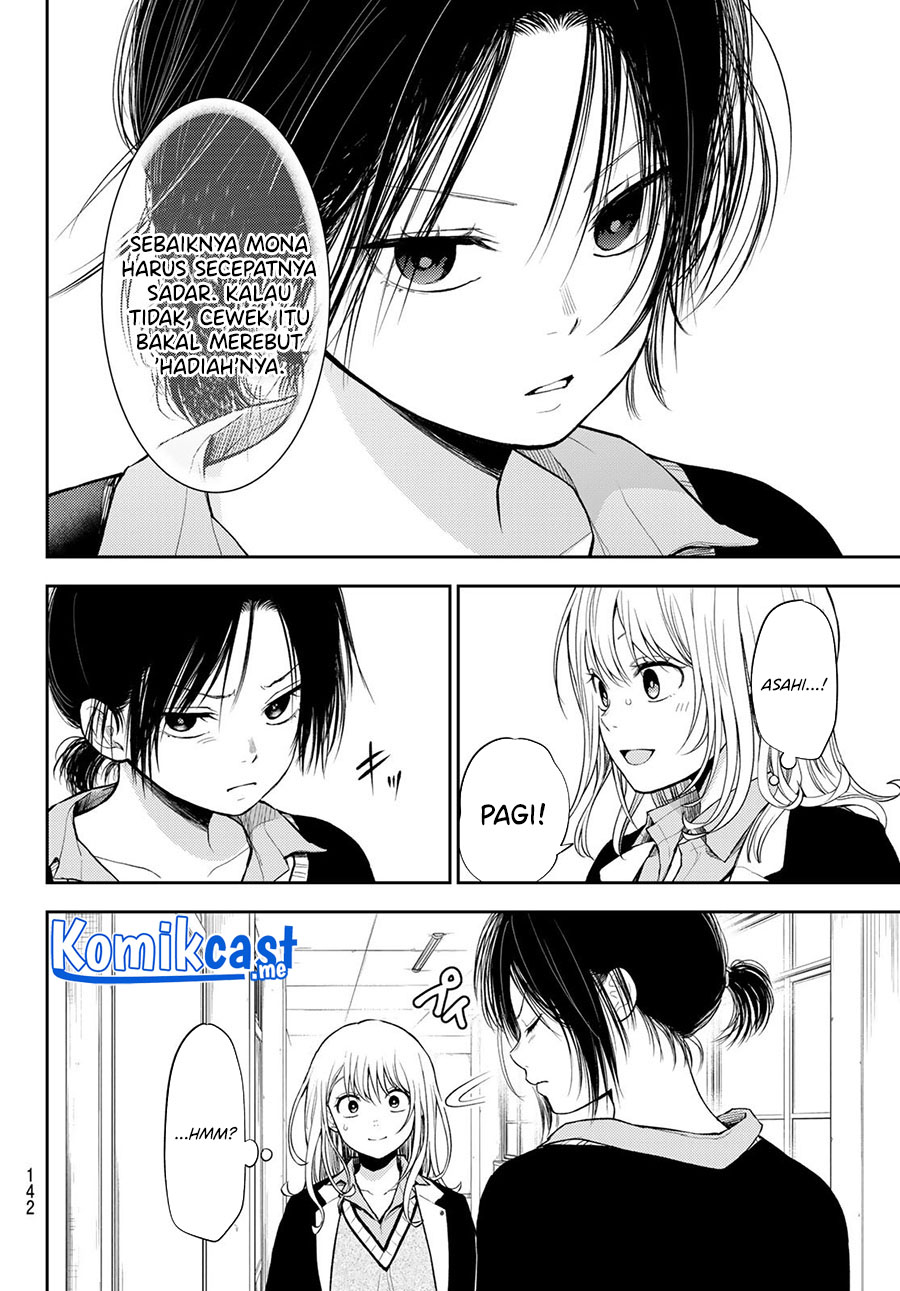 SEBAIKNYA MONA
HARUS SECEPATNYA
SADAR. KALAU
TIDAK, CEWEK ITU
BAKAL MEREBUT
'HADIAH'NYA.
ASAHI...!
PAGI!
キッ
Komikcast
.me
プイ
...HMM?
142